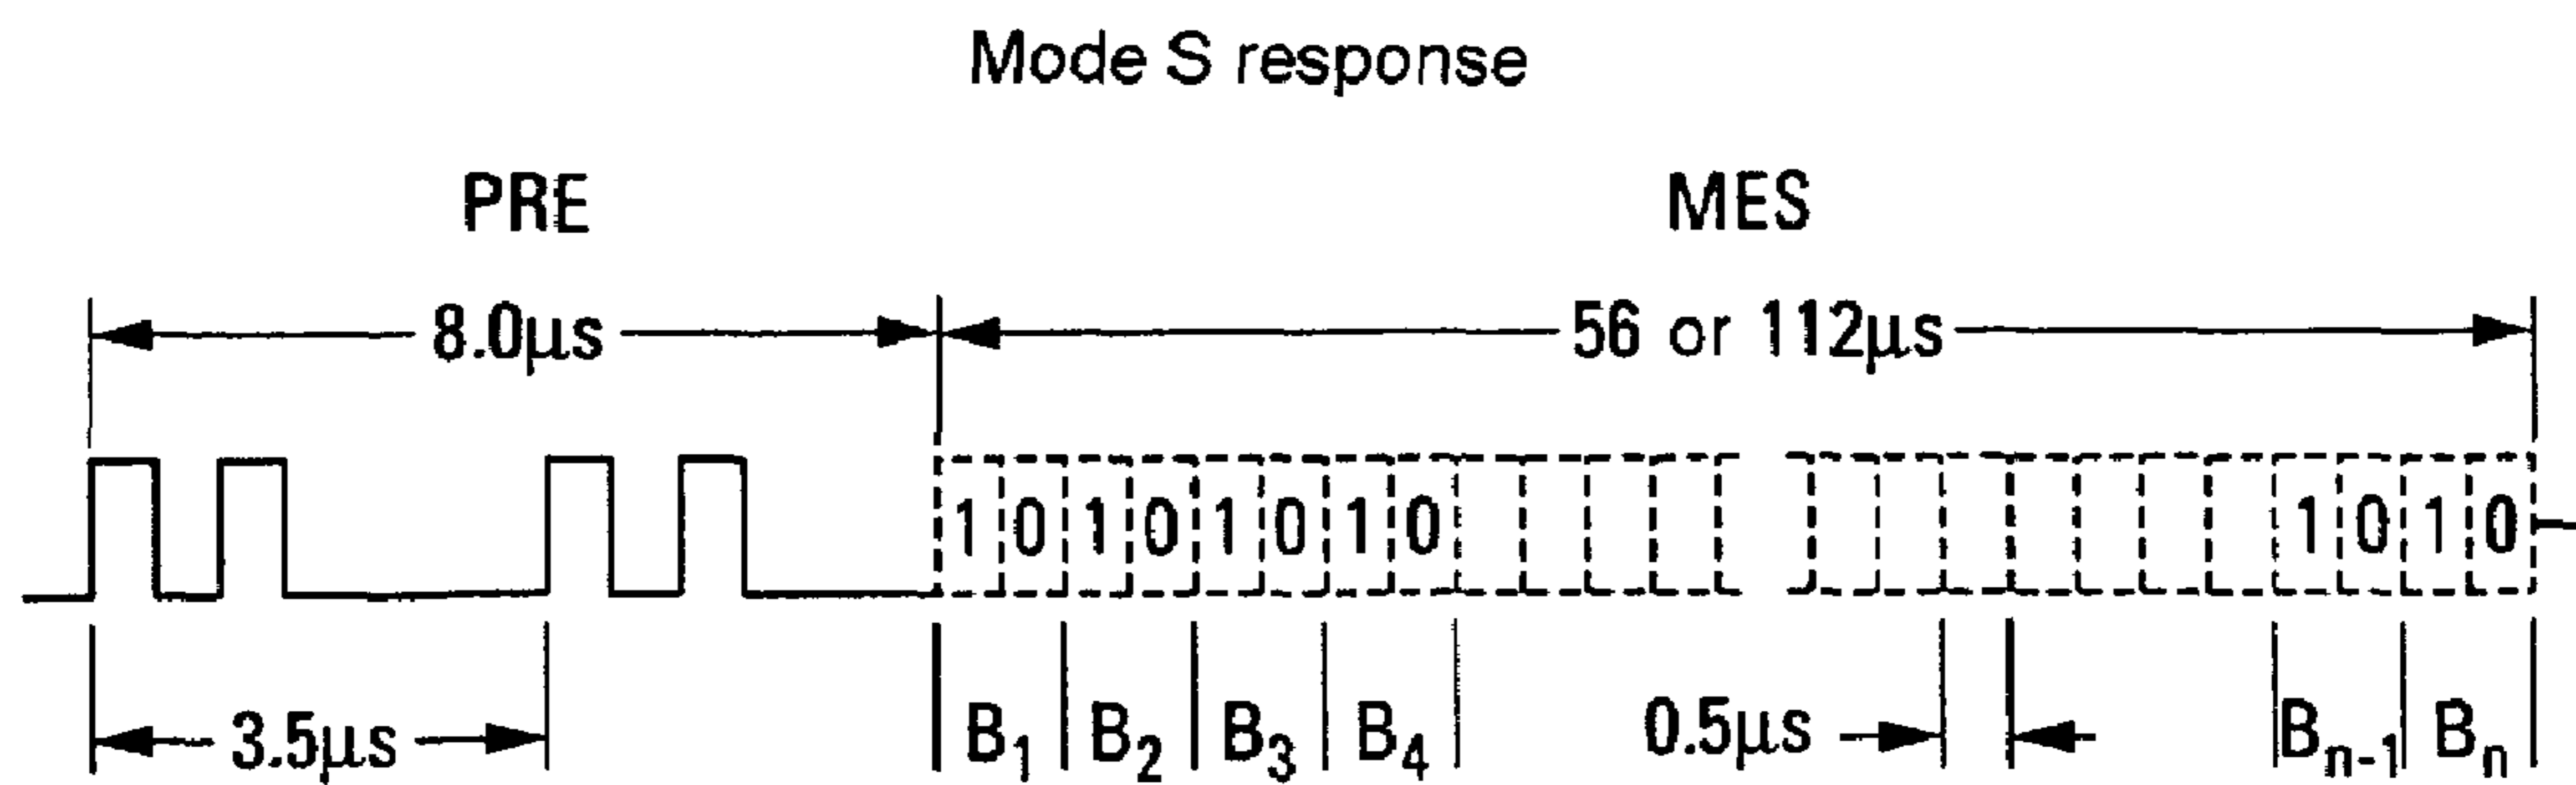 Mode S response
PRE MES
8.0μs 56 or 112μs
1 0 1 0 1 0 1 0 1 0 1 0
3.5μs B1 B2 B3 B4 0.5μs Bn-1 Bn